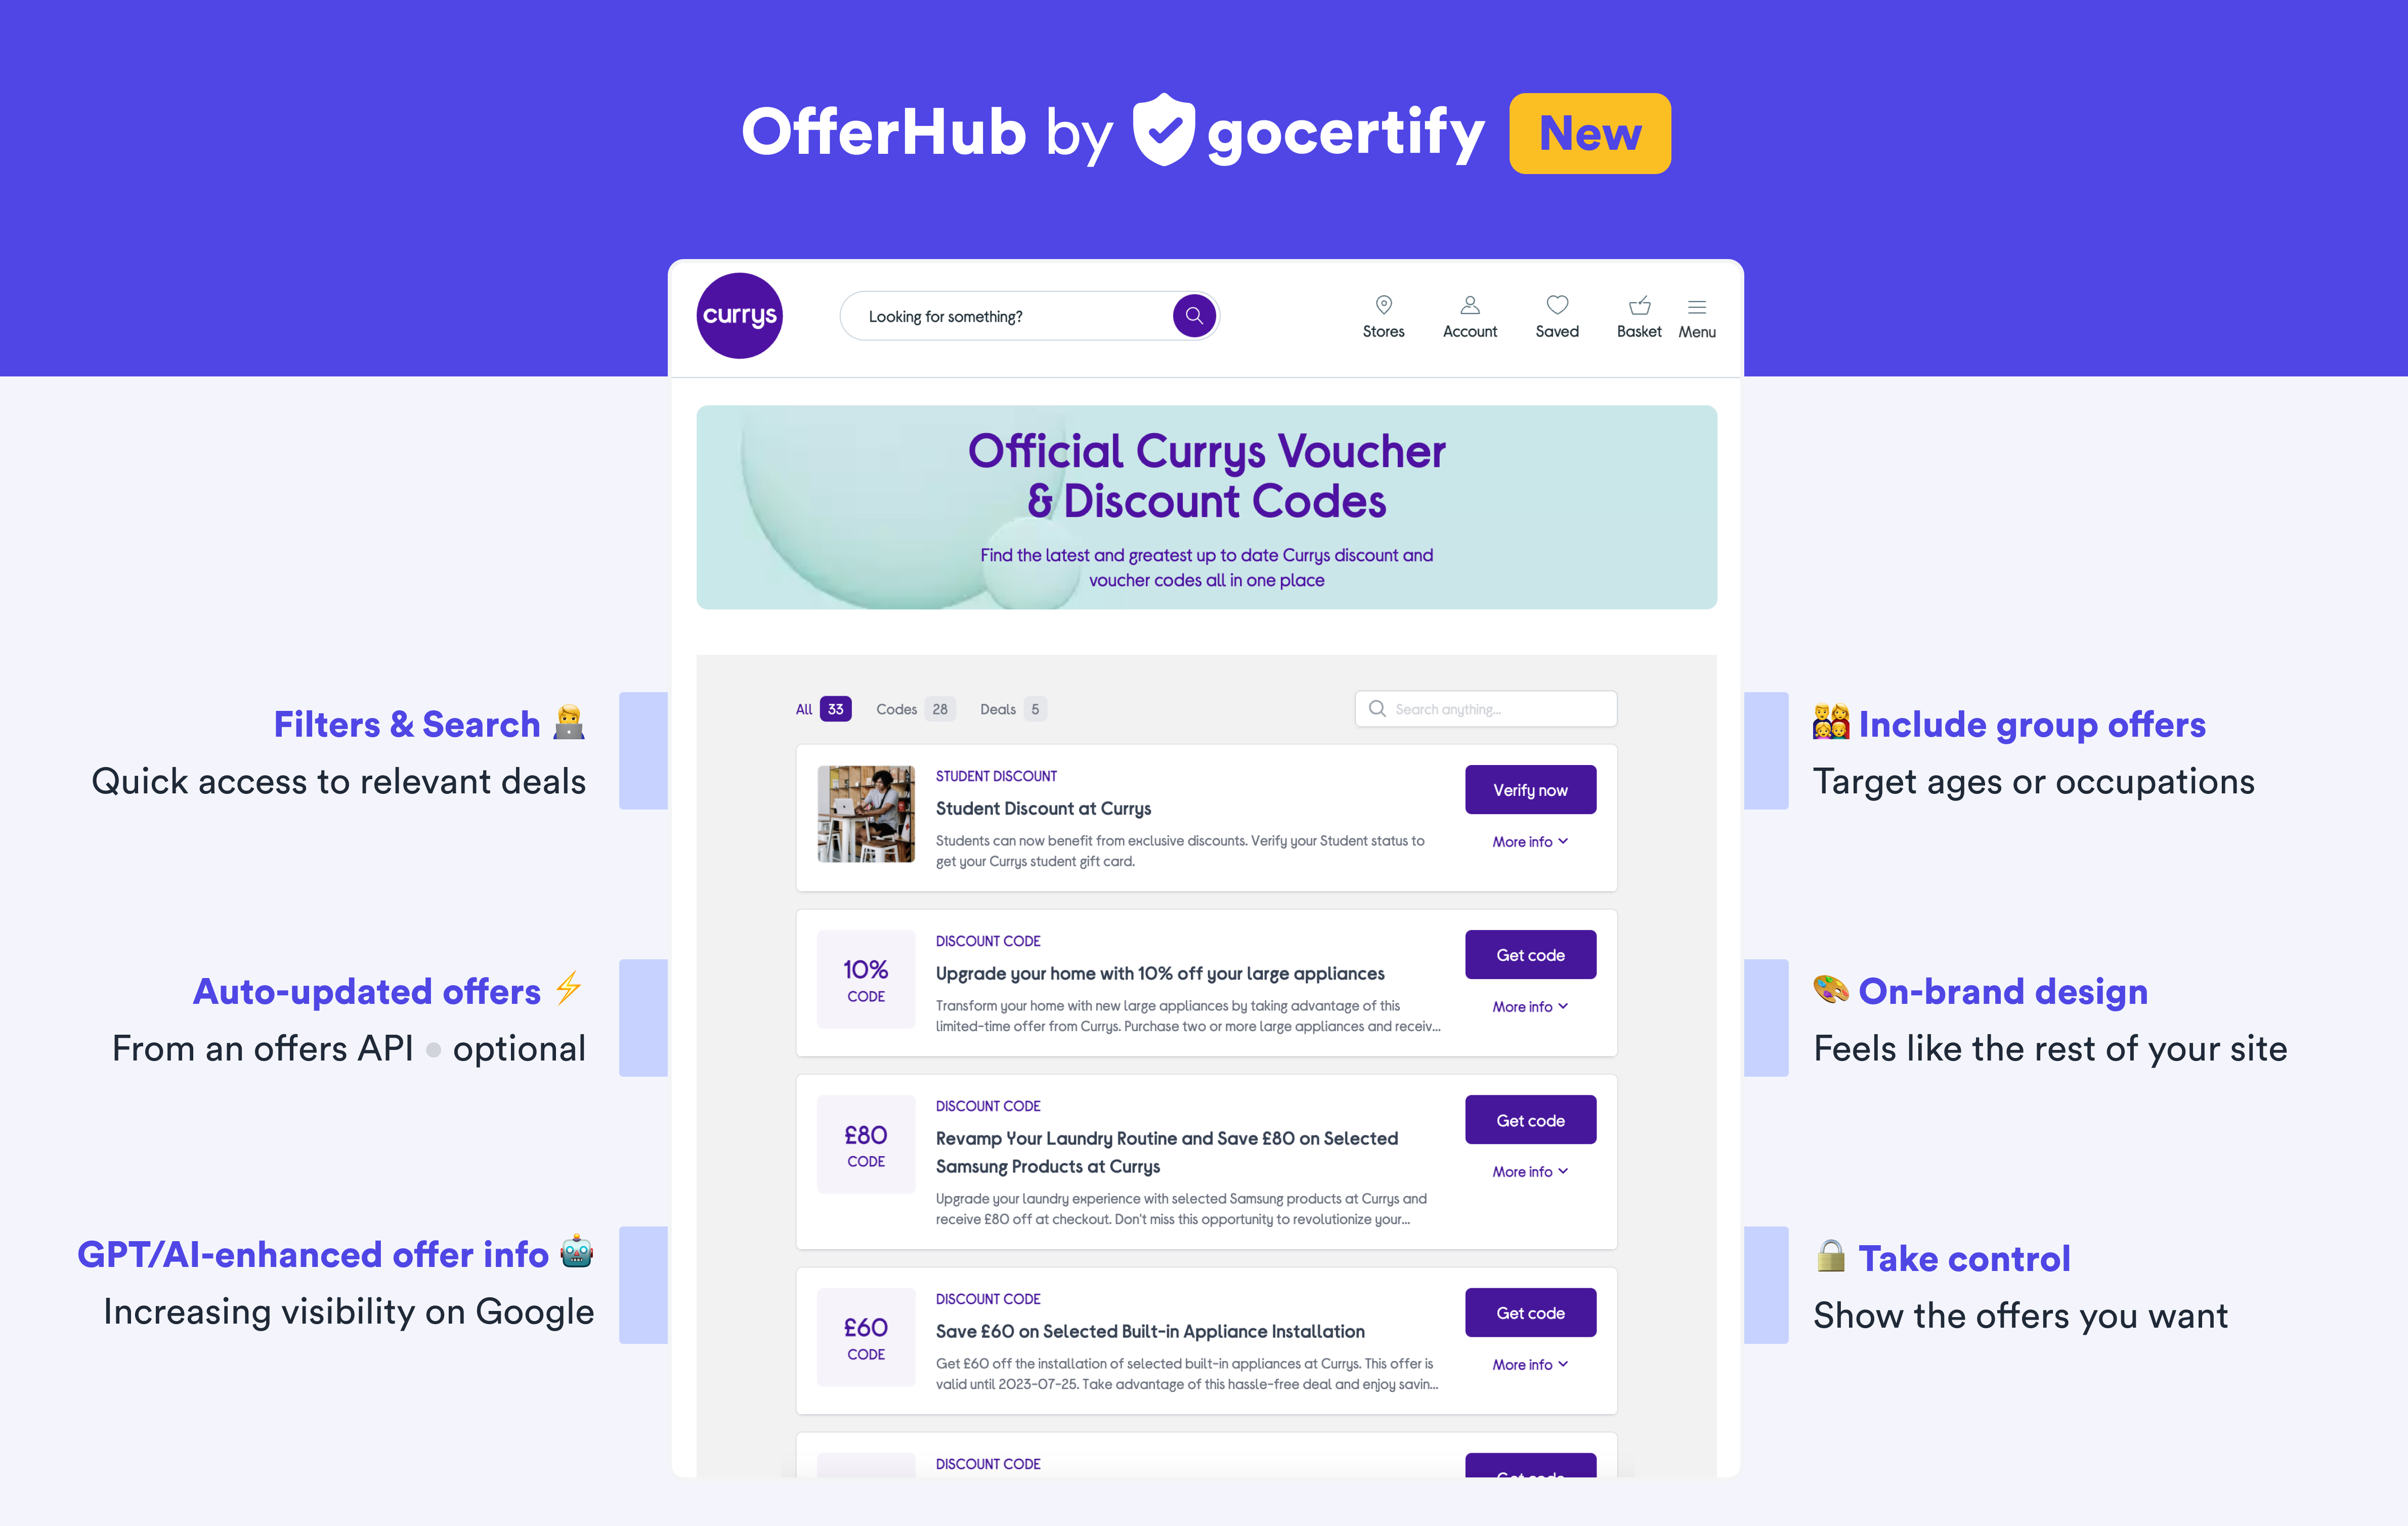 OfferHub by gocertify New
currys
Looking for something?
Stores
Account
Saved
Basket
Menu
Official Currys Voucher
& Discount Codes
Find the latest and greatest up to date Currys discount and
voucher codes all in one place
Filters & Search
Quick access to relevant deals
Auto-updated offers
From an offers API • optional
GPT/AI-enhanced offer info
Increasing visibility on Google
All 33 Codes 28 Deals 5
Search anything...
STUDENT DISCOUNT
Student Discount at Currys
Students can now benefit from exclusive discounts. Verify your Student status to
get your Currys student gift card.
Verify now
More info
10%
CODE
DISCOUNT CODE
Upgrade your home with 10% off your large appliances
Transform your home with new large appliances by taking advantage of this
limited-time offer from Currys. Purchase two or more large appliances and receiv...
Get code
More info
£80
CODE
DISCOUNT CODE
Revamp Your Laundry Routine and Save £80 on Selected
Samsung Products at Currys
Upgrade your laundry experience with selected Samsung products at Currys and
receive £80 off at checkout. Don't miss this opportunity to revolutionize your...
Get code
More info
£60
CODE
DISCOUNT CODE
Save £60 on Selected Built-in Appliance Installation
Get £60 off the installation of selected built-in appliances at Currys. This offer is
valid until 2023-07-25. Take advantage of this hassle-free deal and enjoy savin...
Get code
More info
DISCOUNT CODE
Get code
Include group offers
Target ages or occupations
On-brand design
Feels like the rest of your site
Take control
Show the offers you want